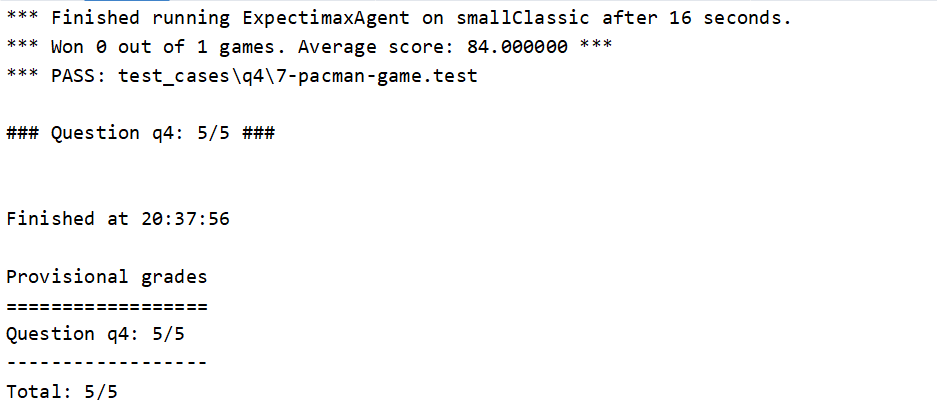 *** Finished running ExpectimaxAgent on smallClassic after 16 seconds.
*** Won 0 out of 1 games. Average score: 84.000000 ***
*** PASS: test_cases\q4\7-pacman-game.test
### Question q4: 5/5 ###
Finished at 20:37:56
Provisional grades
==================
Question q4: 5/5
------------------
Total: 5/5